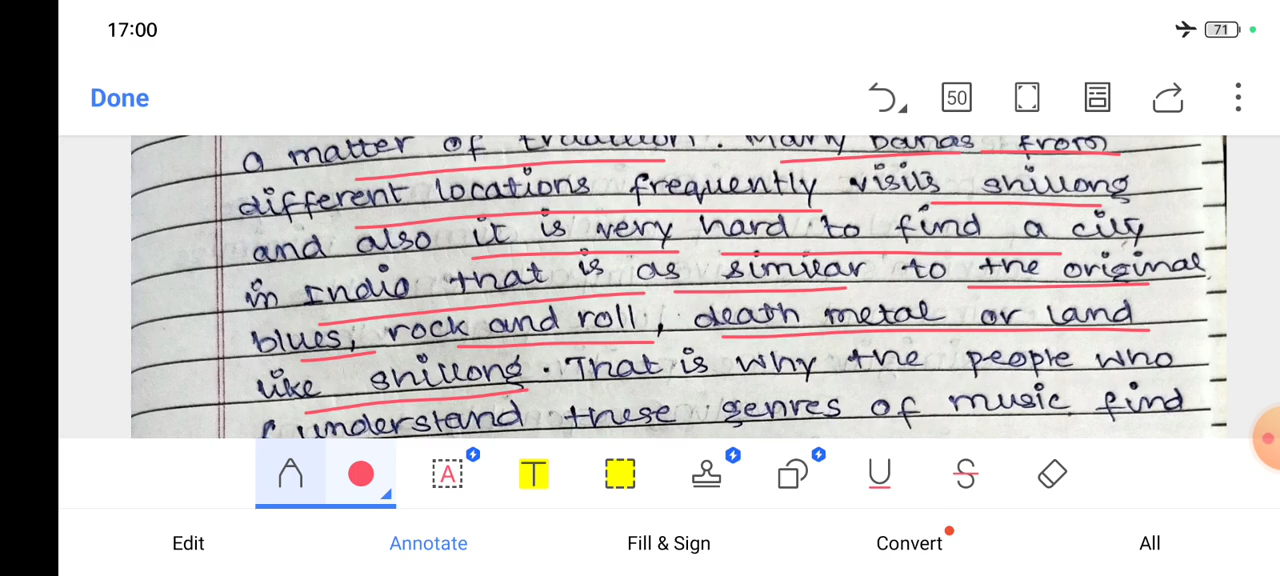 17:00
71
Done
50
a matter of tradition. Many bands from
different locations frequently visits shillong
and also it is very hard to find a city
in India that is as similar to the original
blues, rock and roll, death metal or land
like shillong. That is why the people who
understand these genres of music find
A T U S
Edit Annotate Fill & Sign Convert All